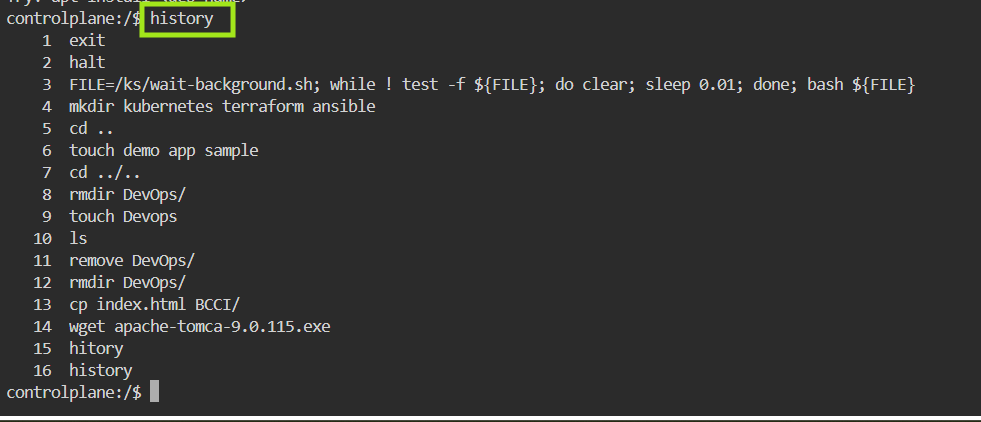 controlplane:/$ history
1 exit
2 halt
3 FILE=/ks/wait-background.sh; while ! test -f ${FILE}; do clear; sleep 0.01; done; bash ${FILE}
4 mkdir kubernetes terraform ansible
5 cd ..
6 touch demo app sample
7 cd ../..
8 rmdir DevOps/
9 touch Devops
10 ls
11 remove DevOps/
12 rmdir DevOps/
13 cp index.html BCCI/
14 wget apache-tomca-9.0.115.exe
15 hitory
16 history
controlplane:/$